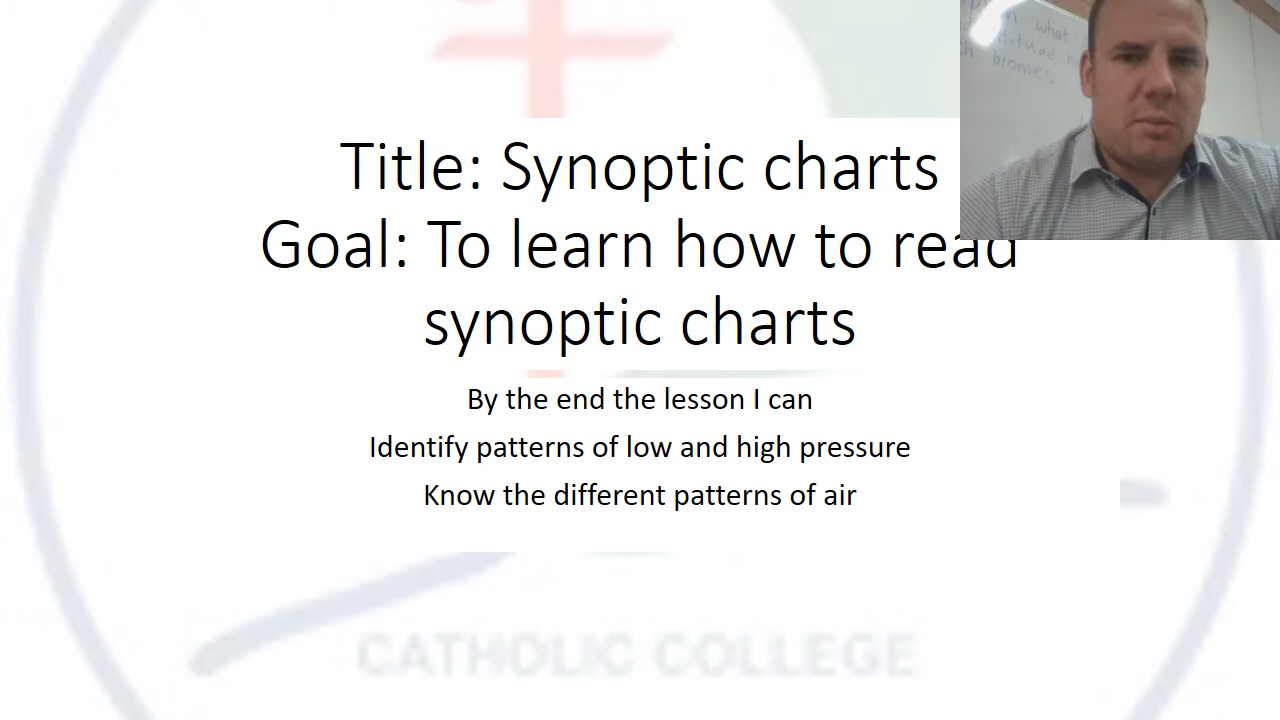 what
biomes
Title: Synoptic charts
Goal: To learn how to read
synoptic charts
By the end the lesson I can
Identify patterns of low and high pressure
Know the different patterns of air
CATHOLIC COLLEGE